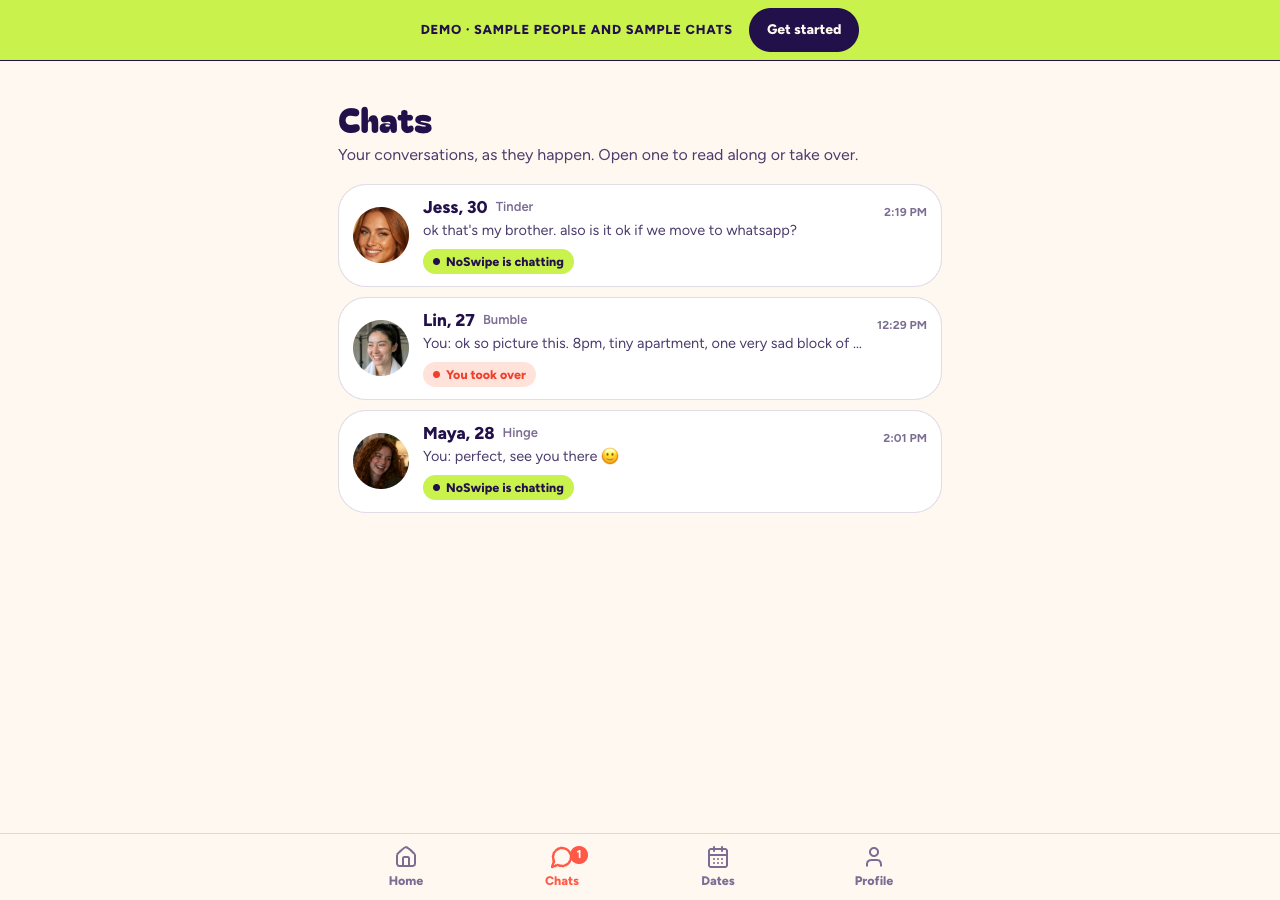 DEMO · SAMPLE PEOPLE AND SAMPLE CHATS
Get started
Chats
Your conversations, as they happen. Open one to read along or take over.
Jess, 30 Tinder 2:19 PM
ok that's my brother. also is it ok if we move to whatsapp?
NoSwipe is chatting
Lin, 27 Bumble 12:29 PM
You: ok so picture this. 8pm, tiny apartment, one very sad block of ...
You took over
Maya, 28 Hinge 2:01 PM
You: perfect, see you there 🙂
NoSwipe is chatting
1
Home Chats Dates Profile